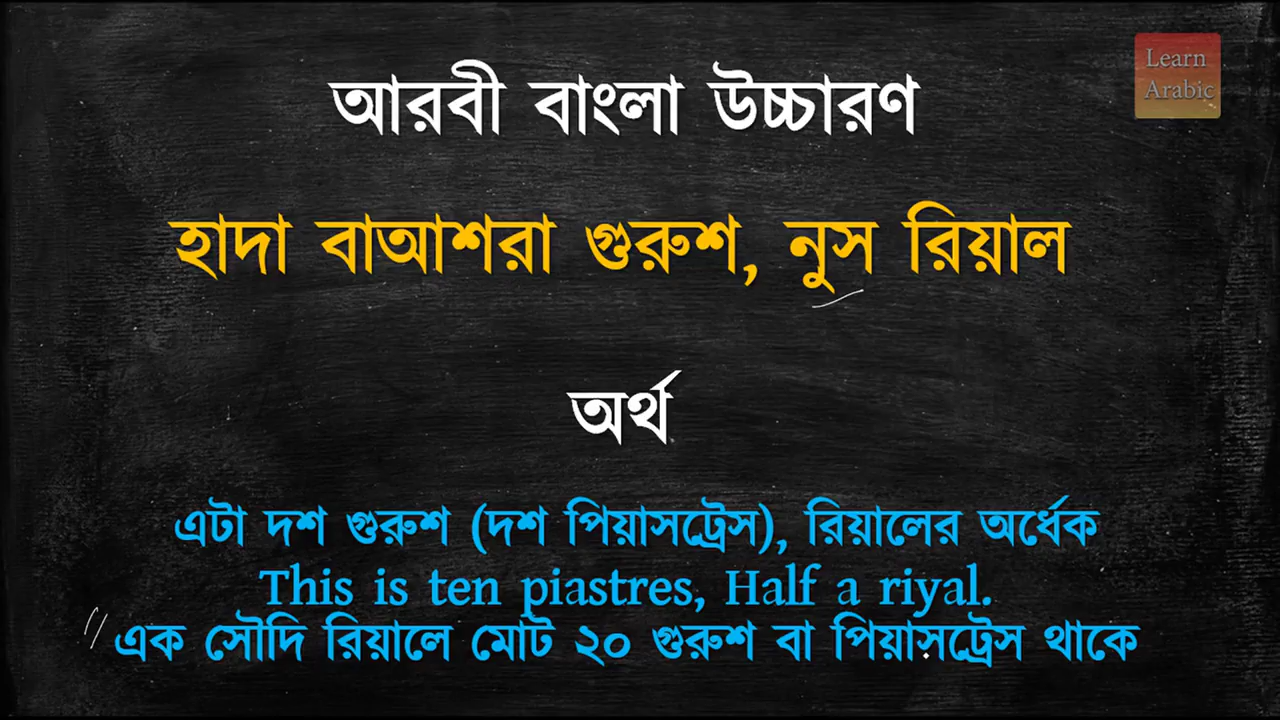 Learn
Arabic
আরবী বাংলা উচ্চারণ
হাদা বাআশরা গুরুশ, নুস রিয়াল
অর্থ
এটা দশ গুরুশ (দশ পিয়াসট্রেস), রিয়ালের অর্ধেক
This is ten piastres, Half a riyal.
এক সৌদি রিয়ালে মোট ২০ গুরুশ বা পিয়াসট্রেস থাকে